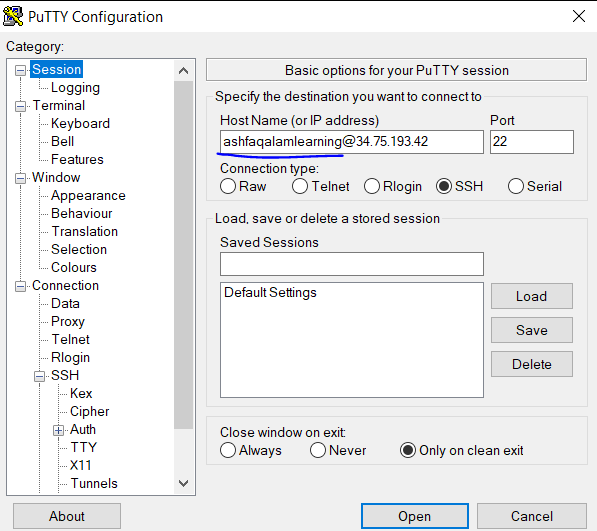 PuTTY Configuration
Category:
Session
Logging
Terminal
Keyboard
Bell
Features
Window
Appearance
Behaviour
Translation
Selection
Colours
Connection
Data
Proxy
Telnet
Rlogin
SSH
Kex
Cipher
Auth
TTY
X11
Tunnels
Basic options for your PuTTY session
Specify the destination you want to connect to
Host Name (or IP address) Port
ashfaqalamlearning@34.75.193.42 22
Connection type:
Raw Telnet Rlogin SSH Serial
Load, save or delete a stored session
Saved Sessions
Default Settings
Load
Save
Delete
Close window on exit:
Always Never Only on clean exit
About Open Cancel